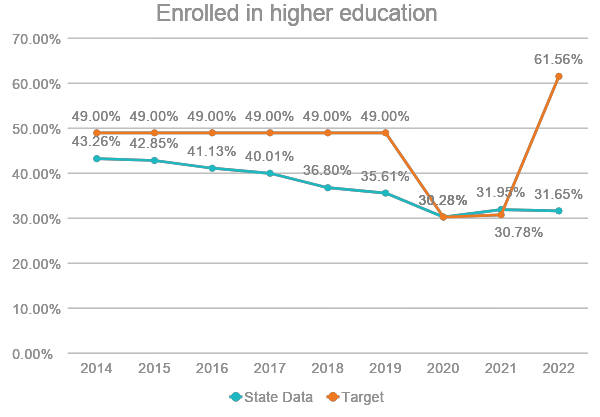 Enrolled in higher education
70.00%
60.00%
50.00%
40.00%
30.00%
20.00%
10.00%
0.00%
61.56%
49.00% 49.00% 49.00% 49.00% 49.00% 49.00%
43.26% 42.85% 41.13% 40.01% 36.80% 35.61% 30.28% 31.95% 31.65%
30.78%
2014 2015 2016 2017 2018 2019 2020 2021 2022
State Data Target